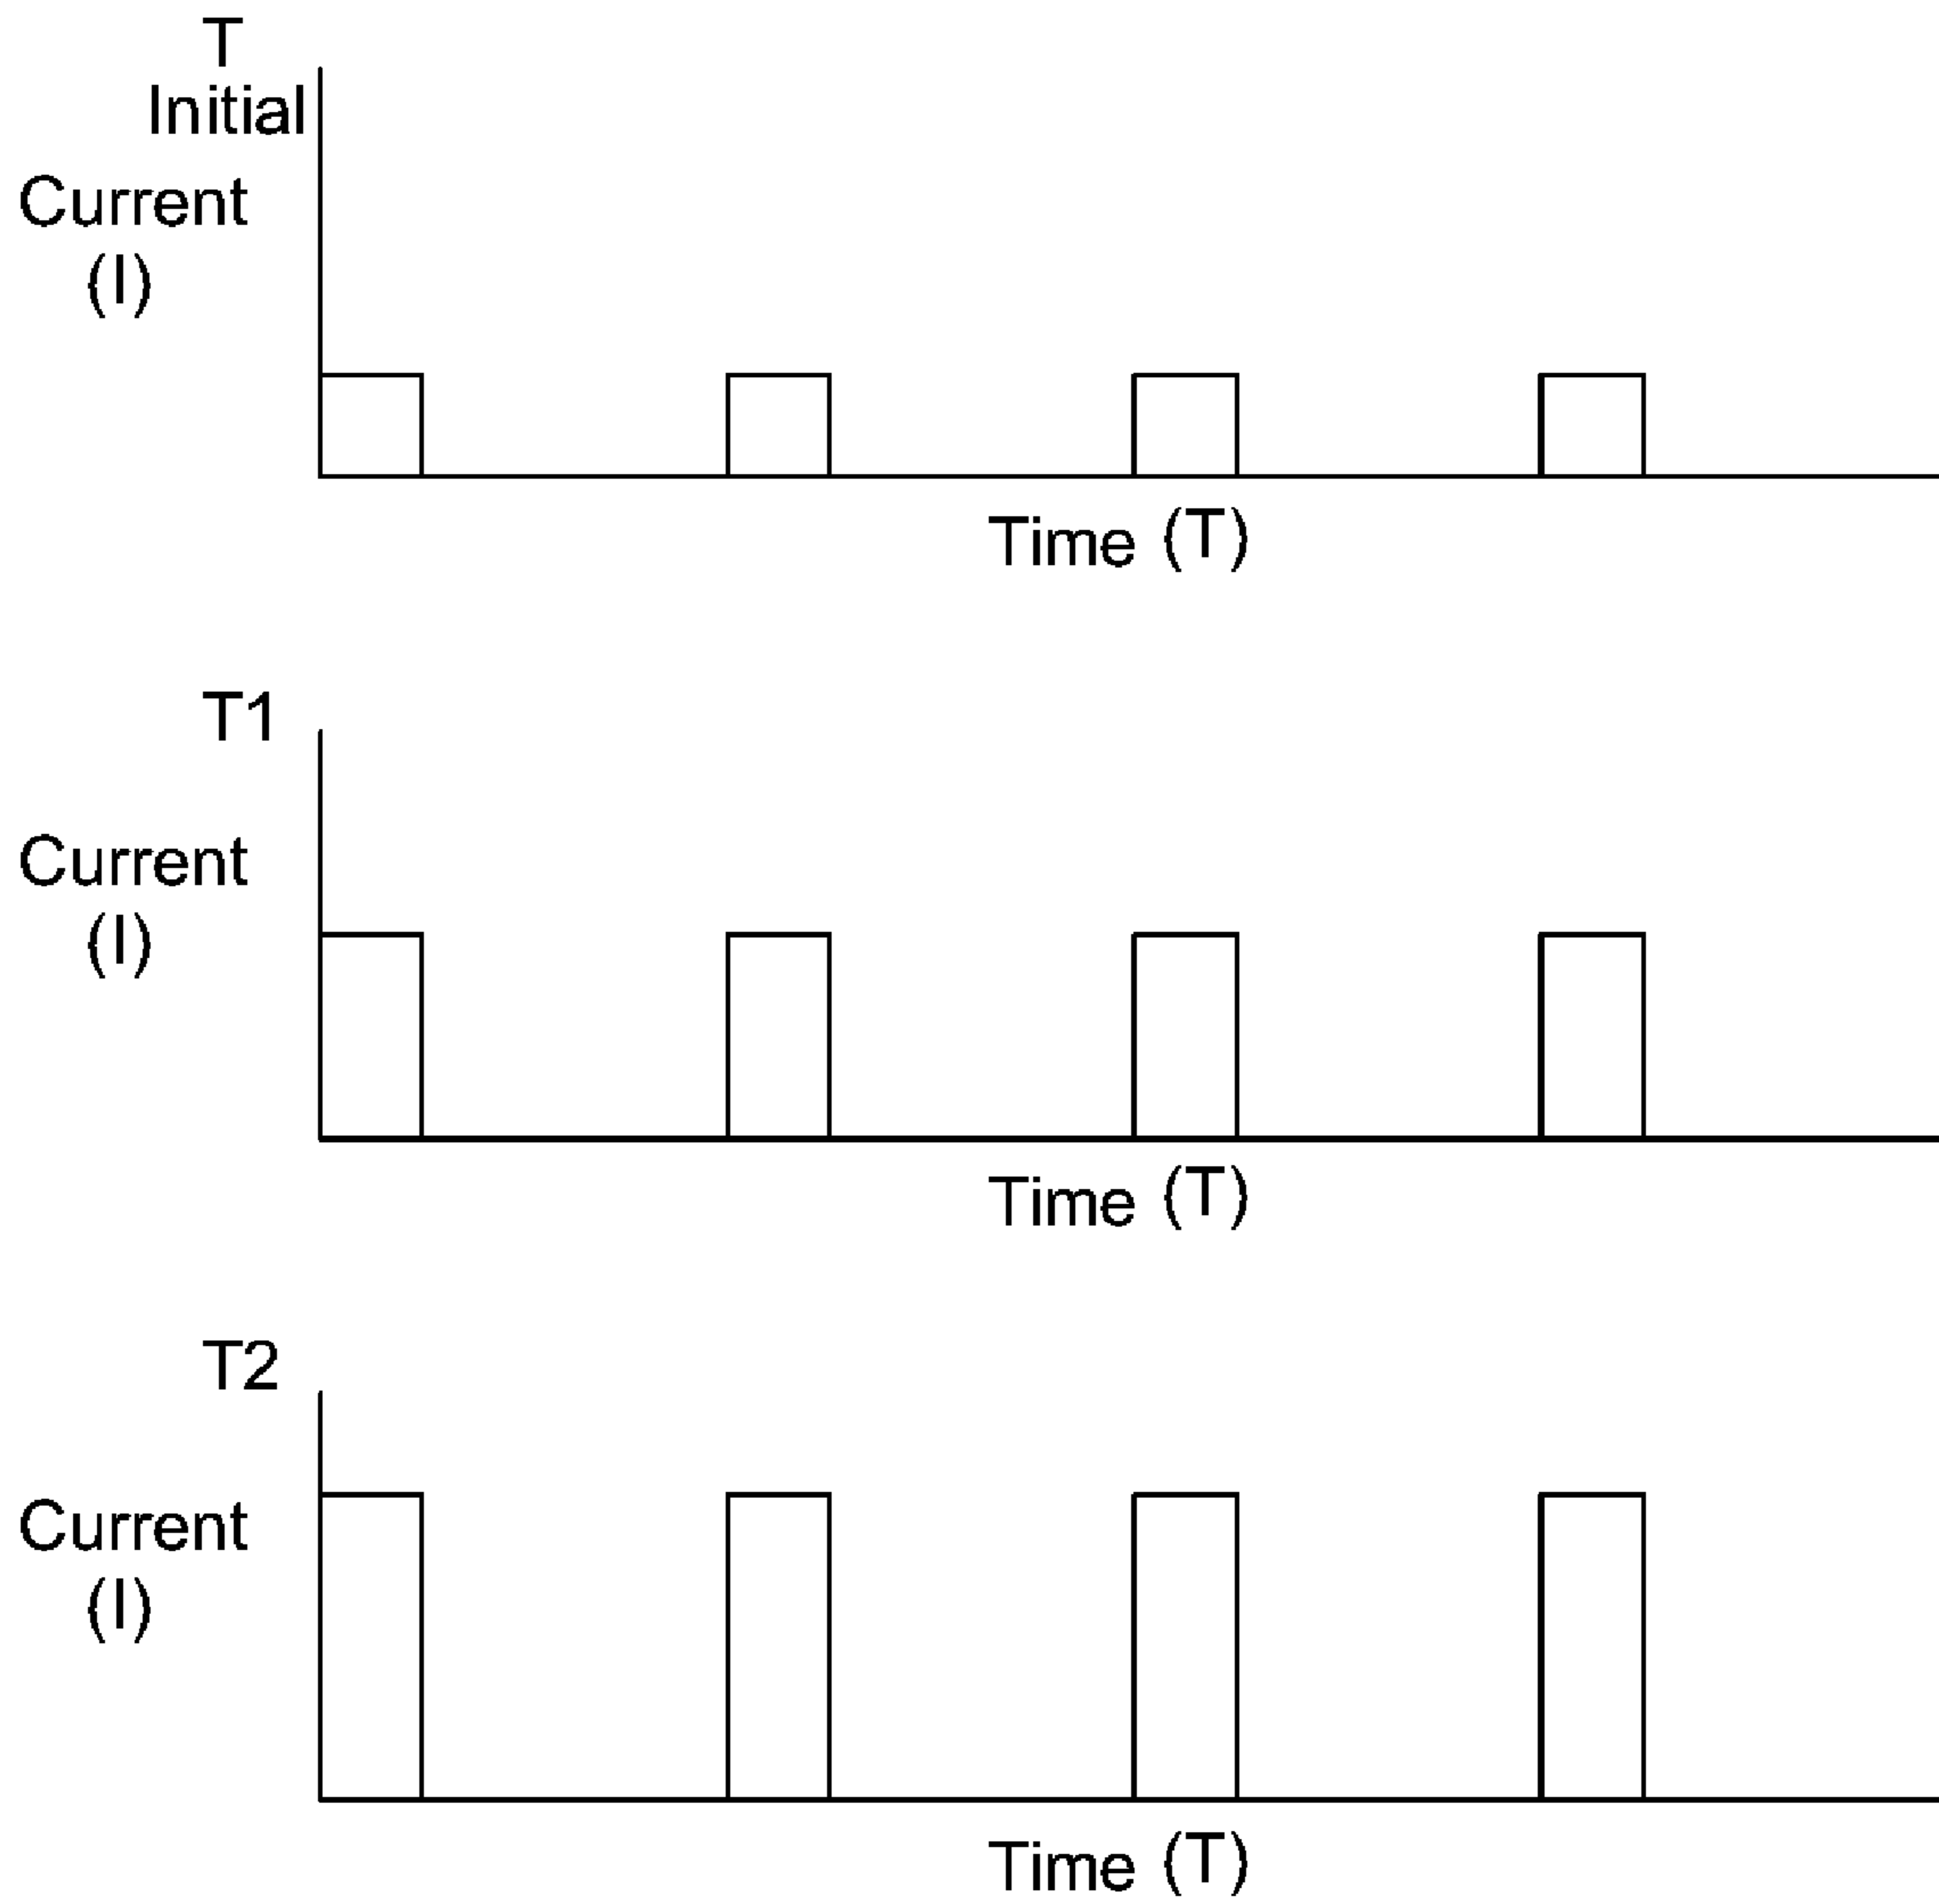 T
Initial
Current
(I)
Time (T)
T1
Current
(I)
Time (T)
T2
Current
(I)
Time (T)